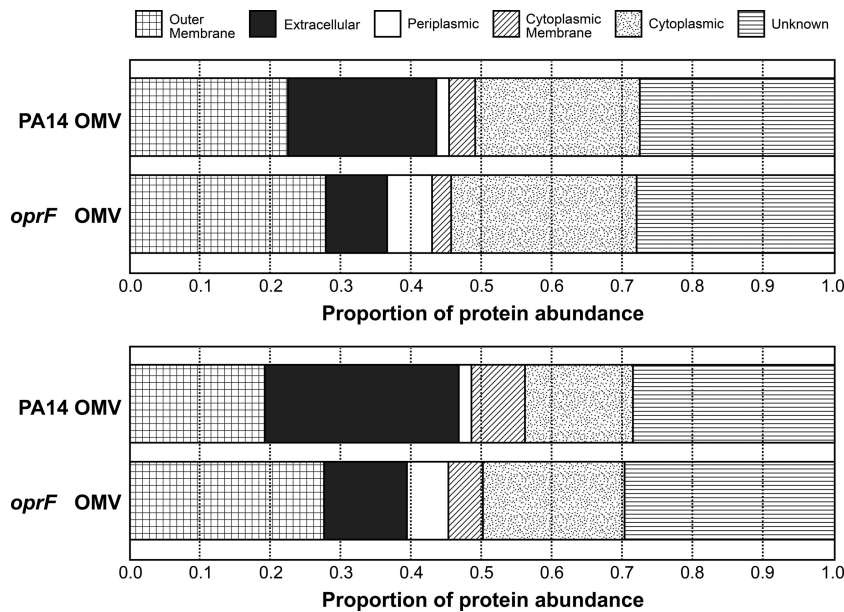 Outer
Membrane
Extracellular
Periplasmic
Cytoplasmic
Membrane
Cytoplasmic
Unknown
PA14 OMV
oprF OMV
0.0 0.1 0.2 0.3 0.4 0.5 0.6 0.7 0.8 0.9 1.0
Proportion of protein abundance
PA14 OMV
oprF OMV
0.0 0.1 0.2 0.3 0.4 0.5 0.6 0.7 0.8 0.9 1.0
Proportion of protein abundance